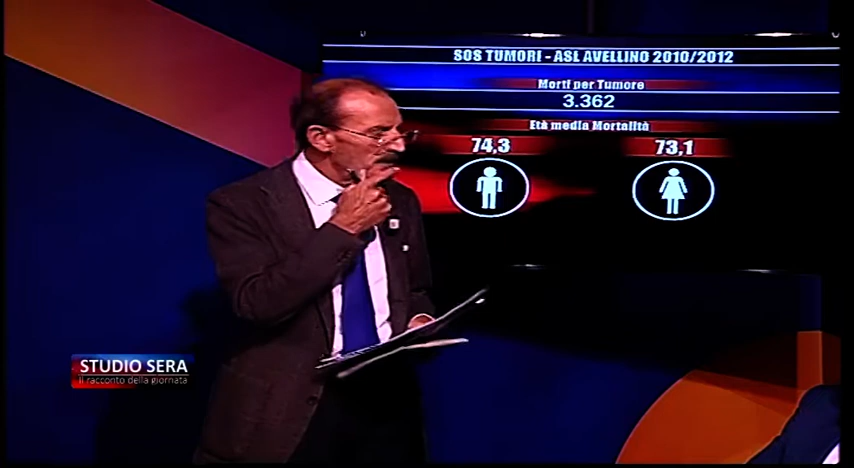 SOS TUMORI - ASL AVELLINO 2010/2012
Morti per Tumore
3.362
Età media Mortalità
74,3
73,1
STUDIO SERA
il racconto della giornata